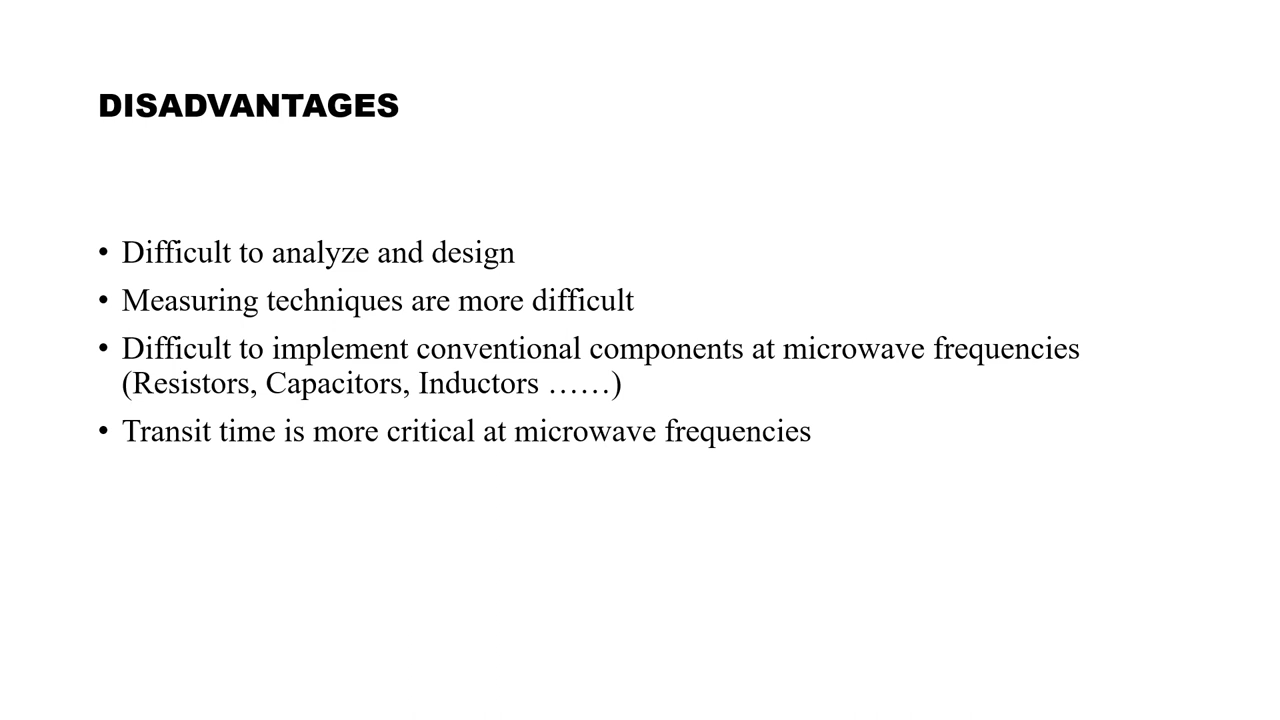 DISADVANTAGES
• Difficult to analyze and design
• Measuring techniques are more difficult
• Difficult to implement conventional components at microwave frequencies
(Resistors, Capacitors, Inductors ……)
• Transit time is more critical at microwave frequencies